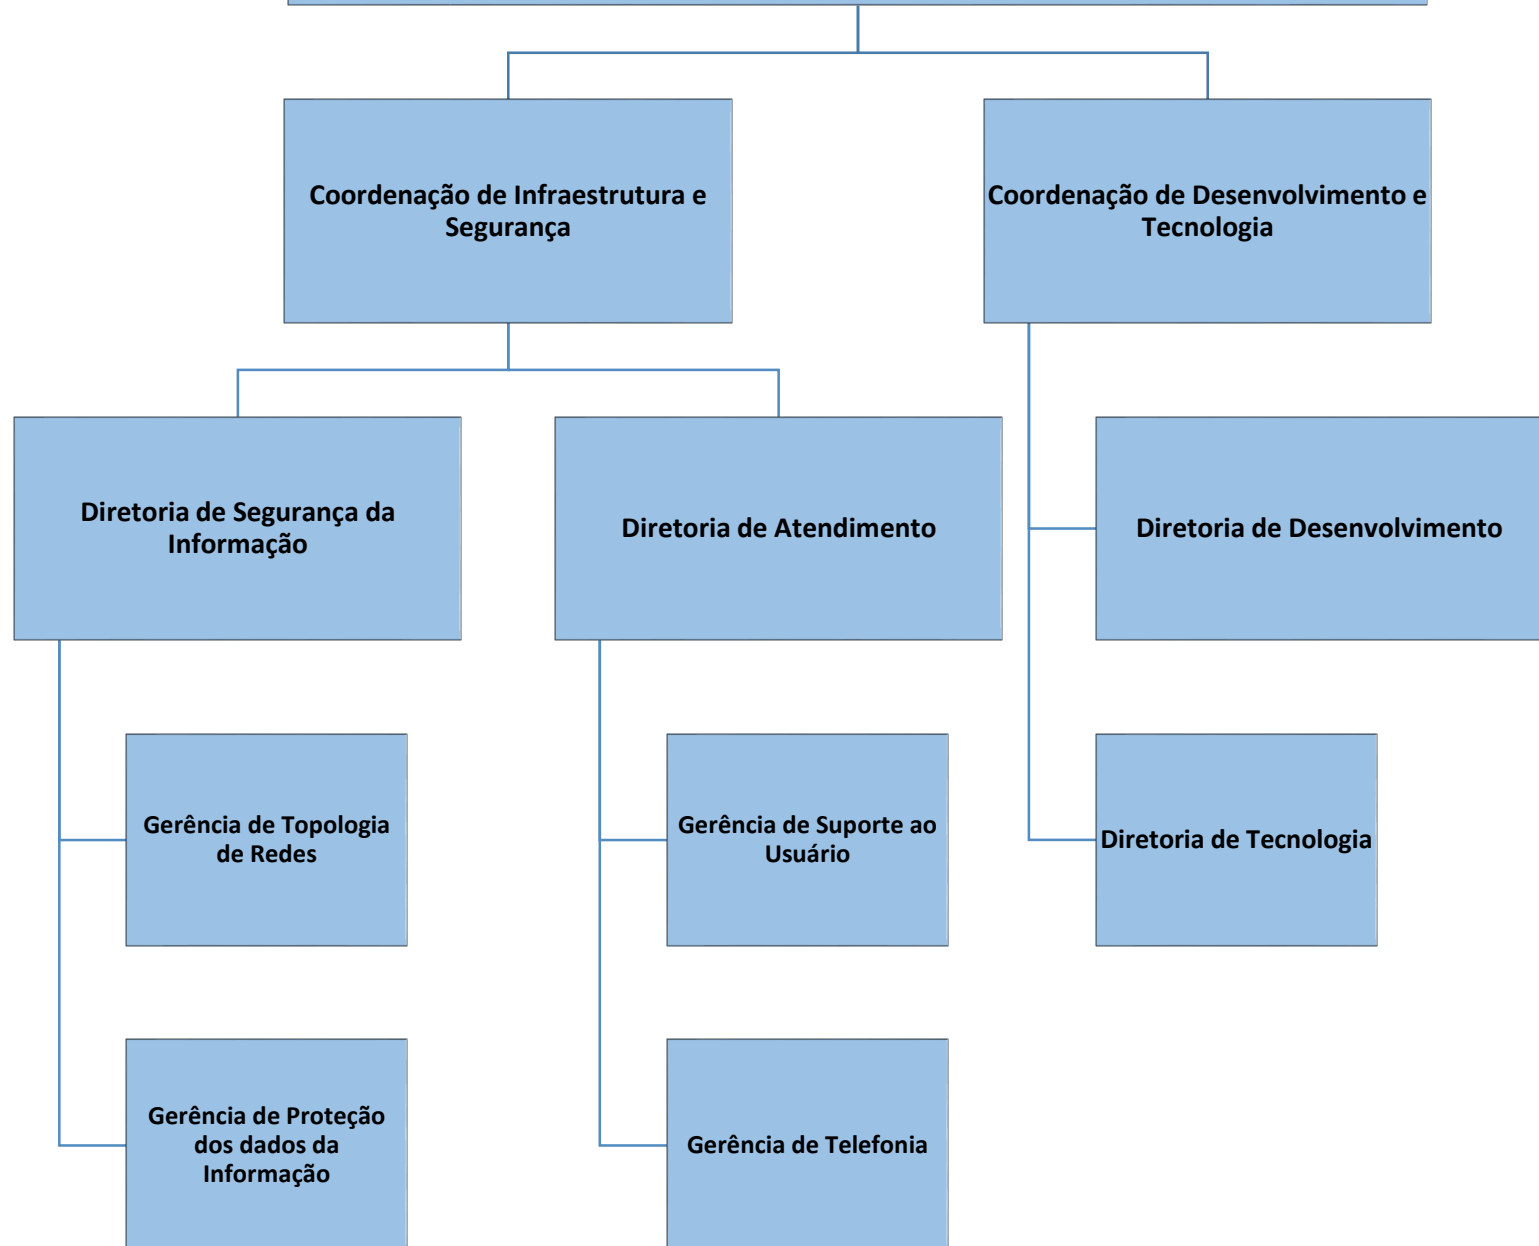 Coordenação de Infraestrutura e
Segurança
Coordenação de Desenvolvimento e
Tecnologia
Diretoria de Segurança da
Informação
Diretoria de Atendimento
Diretoria de Desenvolvimento
Gerência de Topologia
de Redes
Gerência de Suporte ao
Usuário
Diretoria de Tecnologia
Gerência de Proteção
dos dados da
Informação
Gerência de Telefonia